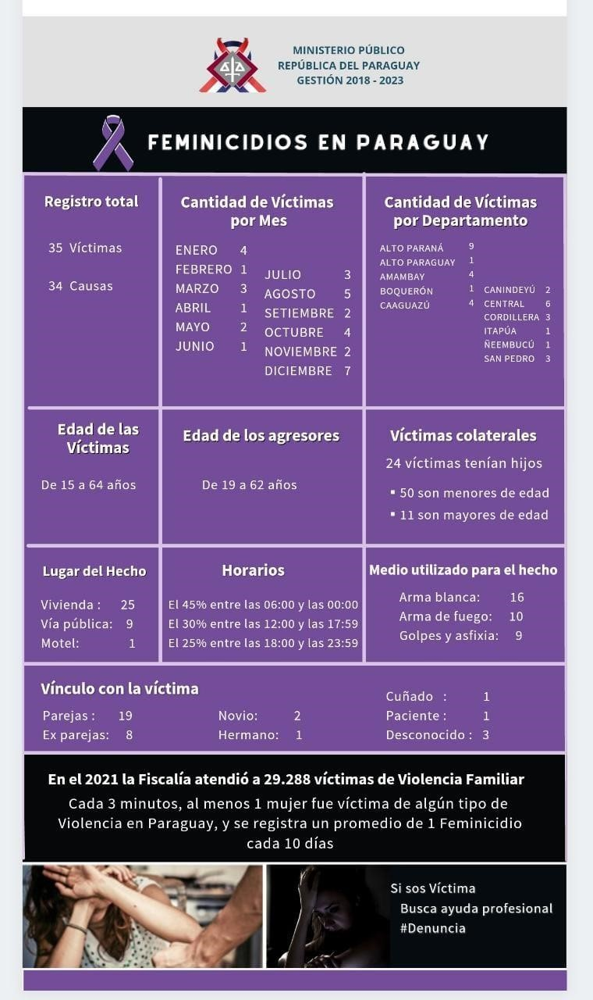 MINISTERIO PÚBLICO
REPÚBLICA DEL PARAGUAY
GESTIÓN 2018 - 2023
FEMINICIDIOS EN PARAGUAY
Registro total
35 Víctimas
34 Causas
Cantidad de Víctimas
por Mes
ENERO 4
FEBRERO 1
MARZO 3
ABRIL 1
MAYO 2
JUNIO 1
JULIO 3
AGOSTO 5
SETIEMBRE 2
OCTUBRE 4
NOVIEMBRE 2
DICIEMBRE 7
Cantidad de Víctimas
por Departamento
ALTO PARANÁ 9
ALTO PARAGUAY 1
AMAMBAY 4
BOQUERÓN 1
CAAGUAZÚ 4
CANINDEYÚ 2
CENTRAL 6
CORDILLERA 3
ITAPÚA 1
ÑEEMBUCÚ 1
SAN PEDRO 3
Edad de las
Víctimas
De 15 a 64 años
Edad de los agresores
De 19 a 62 años
Víctimas colaterales
24 víctimas tenían hijos
▪ 50 son menores de edad
▪ 11 son mayores de edad
Lugar del Hecho
Vivienda : 25
Vía pública: 9
Motel: 1
Horarios
El 45% entre las 06:00 y las 00:00
El 30% entre las 12:00 y las 17:59
El 25% entre las 18:00 y las 23:59
Medio utilizado para el hecho
Arma blanca: 16
Arma de fuego: 10
Golpes y asfixia: 9
Vínculo con la víctima
Parejas : 19
Ex parejas: 8
Novio: 2
Hermano: 1
Cuñado : 1
Paciente : 1
Desconocido : 3
En el 2021 la Fiscalía atendió a 29.288 víctimas de Violencia Familiar
Cada 3 minutos, al menos 1 mujer fue víctima de algún tipo de
Violencia en Paraguay, y se registra un promedio de 1 Feminicidio
cada 10 días
Si sos Víctima
Busca ayuda profesional
#Denuncia